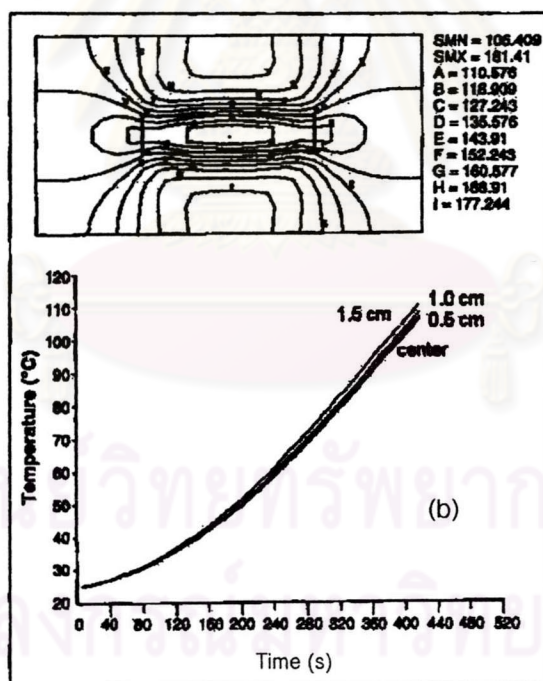 SMN = 105.409
SMX = 181.41
A = 110.576
B = 118.909
C = 127.243
D = 135.576
E = 143.91
F = 152.243
G = 160.577
H = 168.91
I = 177.244
120
110
100
90
80
70
60
50
40
30
20
Temperature (°C)
1.5 cm
1.0 cm
0.5 cm
center
(b)
0 40 80 120 160 200 240 280 320 360 400 440 480 520
Time (s)